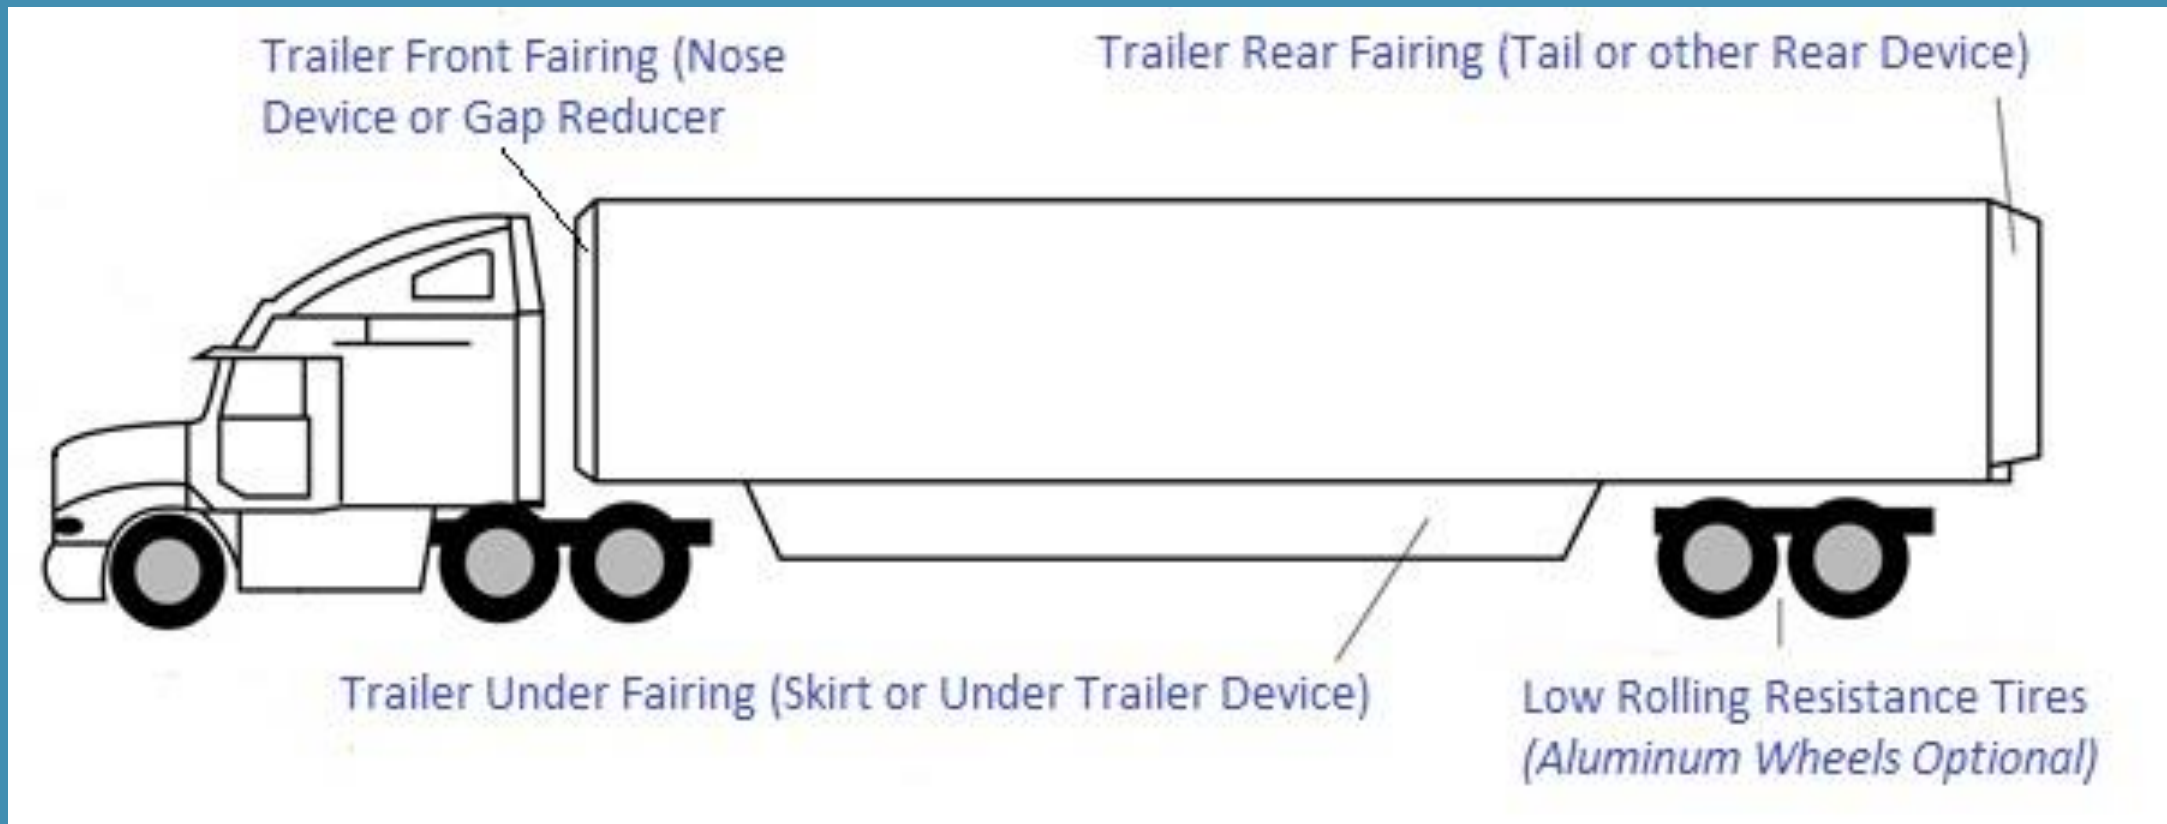 Trailer Front Fairing (Nose
Device or Gap Reducer
Trailer Rear Fairing (Tail or other Rear Device)
Trailer Under Fairing (Skirt or Under Trailer Device)
Low Rolling Resistance Tires
(Aluminum Wheels Optional)